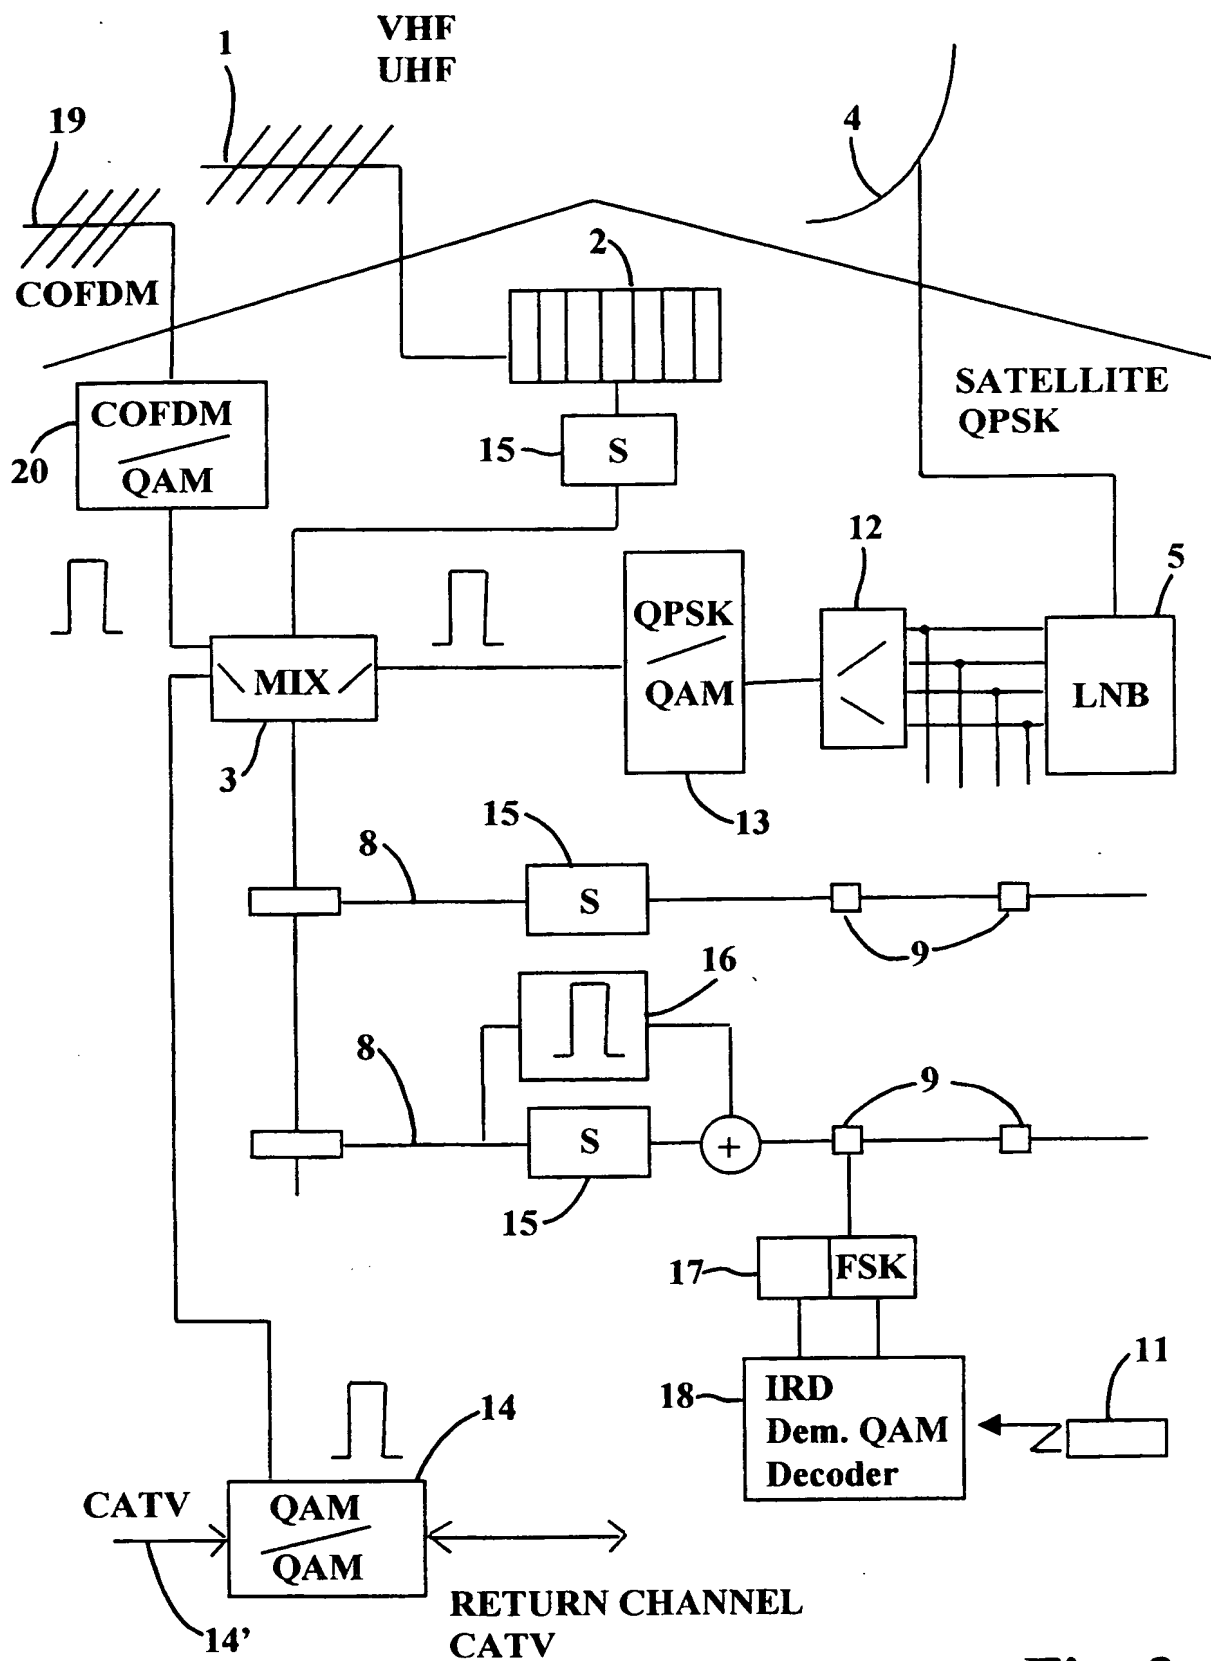 VHF
UHF
1
19
4
COFDM
2
SATELLITE
QPSK
COFDM
QAM
20
15
S
12
5
QPSK
QAM
LNB
MIX
3
13
15
8
S
9
16
8
9
S
+
15
17
FSK
11
18
IRD
Dem. QAM
Decoder
14
CATV
QAM
QAM
RETURN CHANNEL
CATV
14'